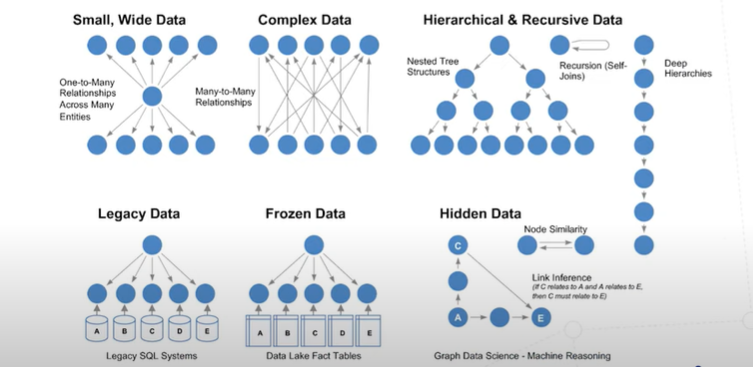 Small, Wide Data
One-to-Many
Relationships
Across Many
Entities
Complex Data
Many-to-Many
Relationships
Hierarchical & Recursive Data
Nested Tree
Structures
Recursion (Self-
Joins)
Deep
Hierarchies
Legacy Data
A B C D E
Legacy SQL Systems
Frozen Data
A B C D E
Data Lake Fact Tables
Hidden Data
Node Similarity
C
Link Inference
(if C relates to A and A relates to E,
then C must relate to E)
A E
Graph Data Science - Machine Reasoning